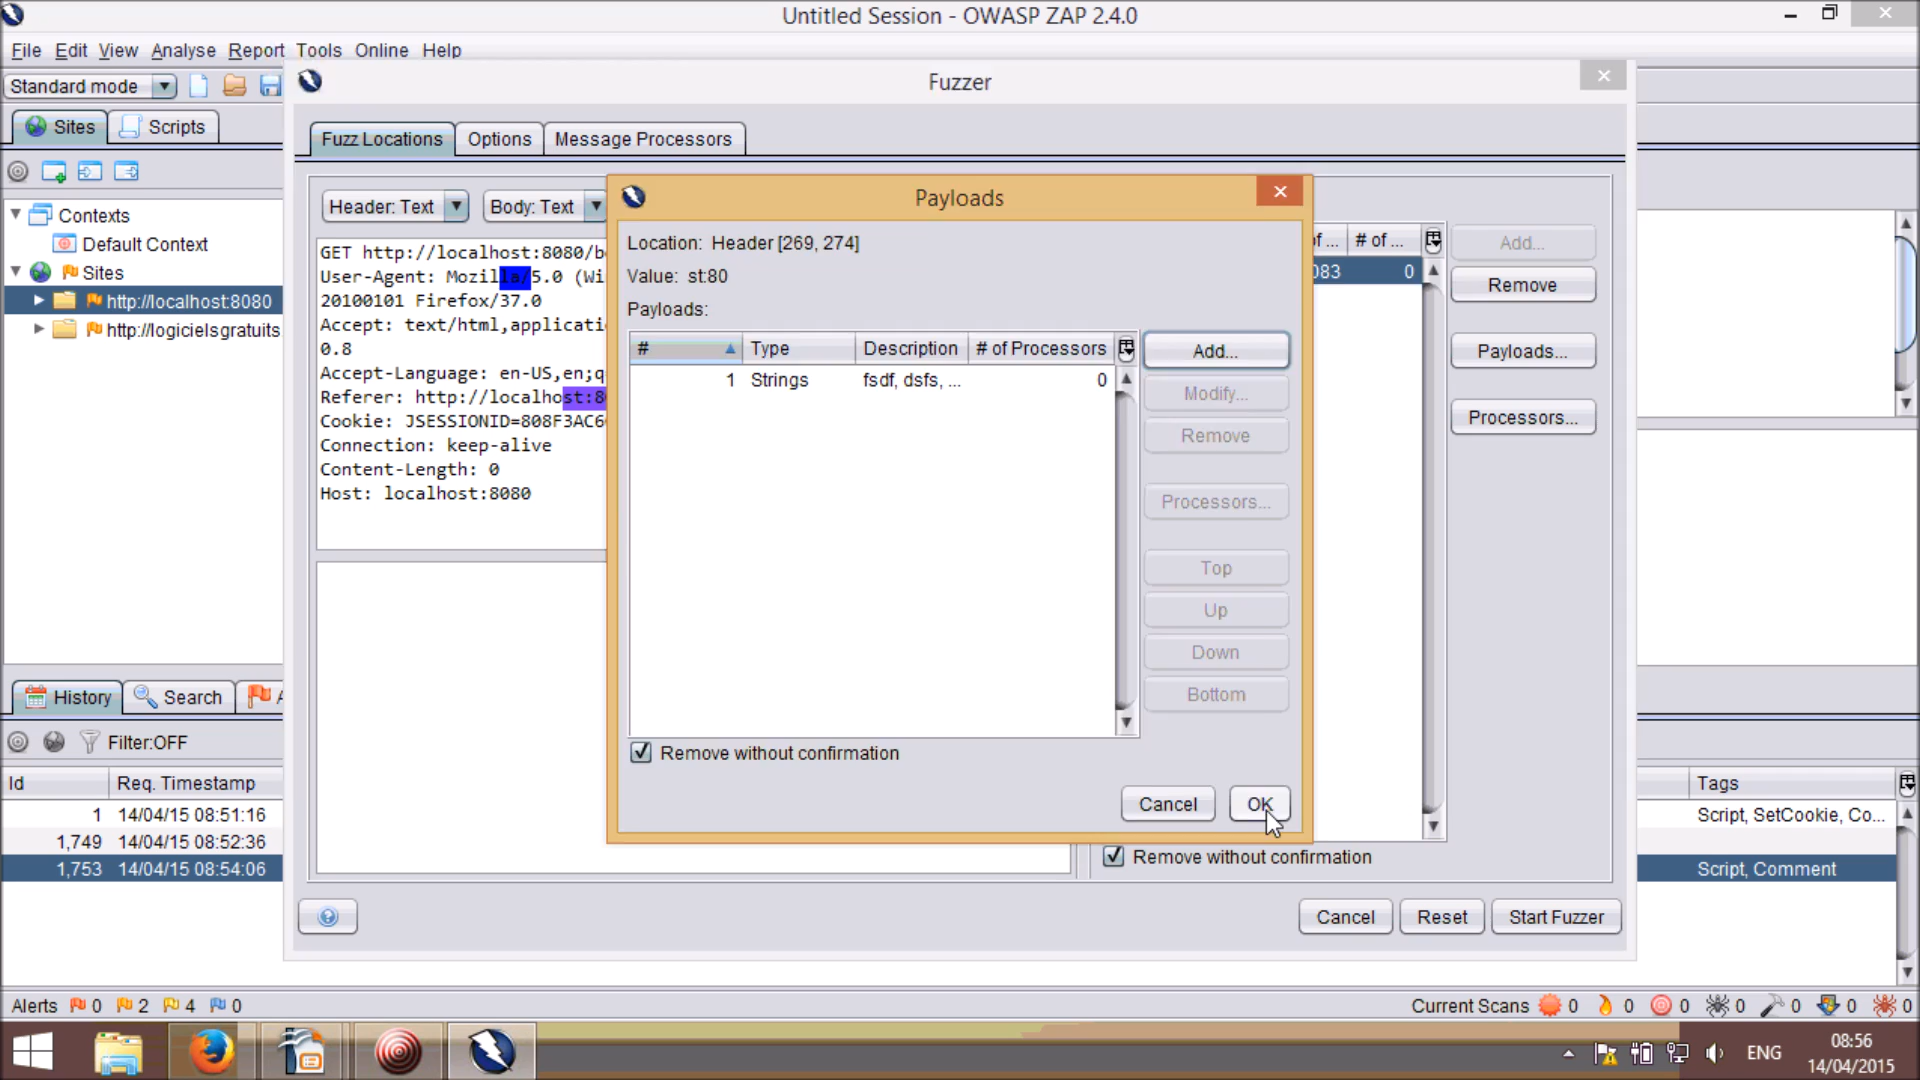 Untitled Session - OWASP ZAP 2.4.0
File Edit View Analyse Report Tools Online Help
Standard mode
Fuzzer
Sites Scripts
Fuzz Locations Options Message Processors
Contexts
Default Context
Sites
http://localhost:8080
http://logicielsgratuits
Header: Text Body: Text
GET http://localhost:8080/b
User-Agent: Mozilla/5.0 (Wi
20100101 Firefox/37.0
Accept: text/html,applicati
0.8
Accept-Language: en-US,en;q
Referer: http://localhost:8
Cookie: JSESSIONID=808F3AC6
Connection: keep-alive
Content-Length: 0
Host: localhost:8080
Payloads
Location: Header [269, 274]
Value: st:80
Payloads:
# Type Description # of Processors
1 Strings fsdf, dsfs, ... 0
Add...
Modify...
Remove
Processors...
Top
Up
Down
Bottom
Remove without confirmation
Cancel OK
of ... # of ...
083 0
Add...
Remove
Payloads...
Processors...
Remove without confirmation
Cancel Reset Start Fuzzer
History Search A
Filter:OFF
Id Req. Timestamp Tags
1 14/04/15 08:51:16 Script, SetCookie, Co...
1,749 14/04/15 08:52:36
1,753 14/04/15 08:54:06 Script, Comment
Alerts 0 2 4 0 Current Scans 0 0 0 0 0 0 0
ENG
08:56
14/04/2015